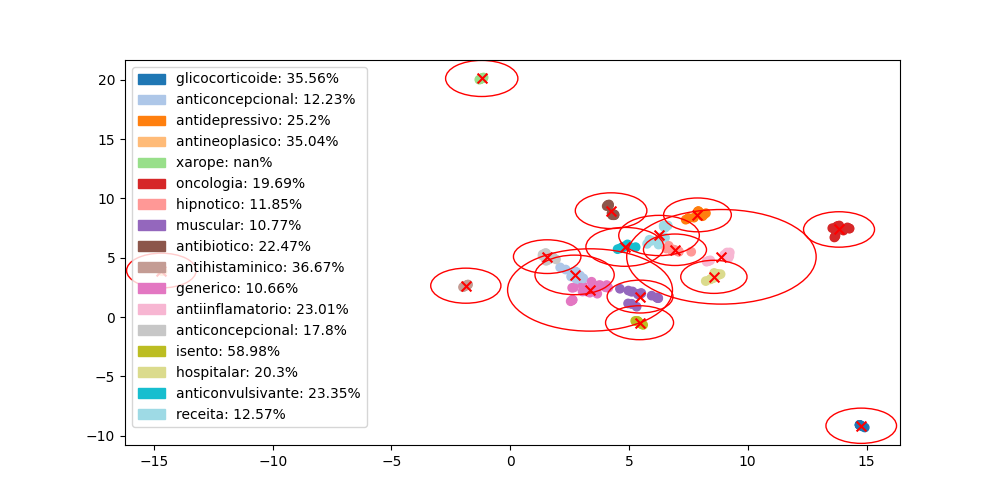 20
15
10
5
0
−5
−10
glicocorticoide: 35.56%
anticoncepcional: 12.23%
antidepressivo: 25.2%
antineoplasico: 35.04%
xarope: nan%
oncologia: 19.69%
hipnotico: 11.85%
muscular: 10.77%
antibiotico: 22.47%
antihistaminico: 36.67%
generico: 10.66%
antiinflamatorio: 23.01%
anticoncepcional: 17.8%
isento: 58.98%
hospitalar: 20.3%
anticonvulsivante: 23.35%
receita: 12.57%
−15 −10 −5 0 5 10 15